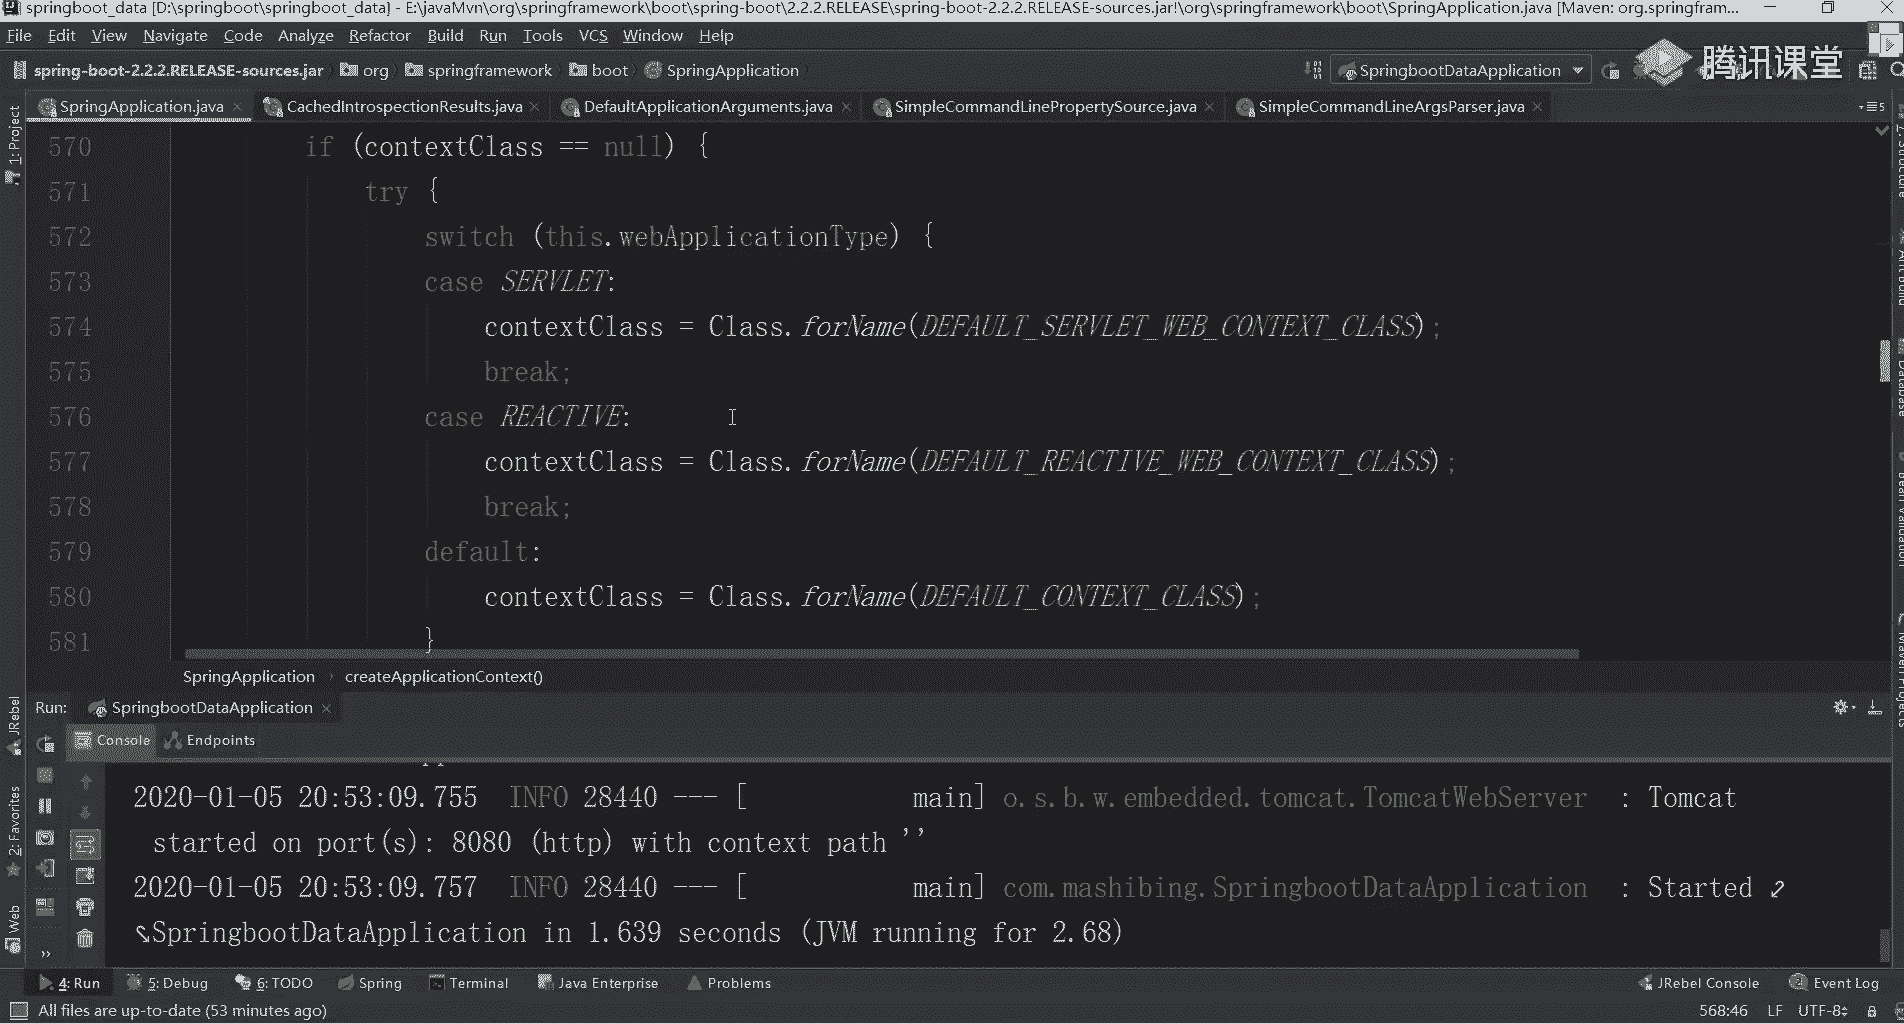 springboot_data [D:\springboot\springboot_data] - E:\javaMvn\org\springframework\boot\spring-boot\2.2.2.RELEASE\spring-boot-2.2.2.RELEASE-sources.jar!\org\springframework\boot\SpringApplication.java [Maven: org.springfram...
File Edit View Navigate Code Analyze Refactor Build Run Tools VCS Window Help
spring-boot-2.2.2.RELEASE-sources.jar org springframework boot SpringApplication SpringbootDataApplication 腾讯课堂
SpringApplication.java CachedIntrospectionResults.java DefaultApplicationArguments.java SimpleCommandLinePropertySource.java SimpleCommandLineArgsParser.java 5
1: Project
570 if (contextClass == null) {
571 try {
572 switch (this.webApplicationType) {
573 case SERVLET:
574 contextClass = Class.forName(DEFAULT_SERVLET_WEB_CONTEXT_CLASS);
575 break;
576 case REACTIVE:
577 contextClass = Class.forName(DEFAULT_REACTIVE_WEB_CONTEXT_CLASS);
578 break;
579 default:
580 contextClass = Class.forName(DEFAULT_CONTEXT_CLASS);
581 }
Database
SpringApplication createApplicationContext()
Run: SpringbootDataApplication
JRebel
Console Endpoints
2: Favorites
Web
2020-01-05 20:53:09.755 INFO 28440 --- [ main] o.s.b.w.embedded.tomcat.TomcatWebServer : Tomcat
started on port(s): 8080 (http) with context path ''
2020-01-05 20:53:09.757 INFO 28440 --- [ main] com.mashibing.SpringbootDataApplication : Started
SpringbootDataApplication in 1.639 seconds (JVM running for 2.68)
4: Run 5: Debug 6: TODO Spring Terminal Java Enterprise Problems JRebel Console Event Log
All files are up-to-date (53 minutes ago) 568:46 LF UTF-8